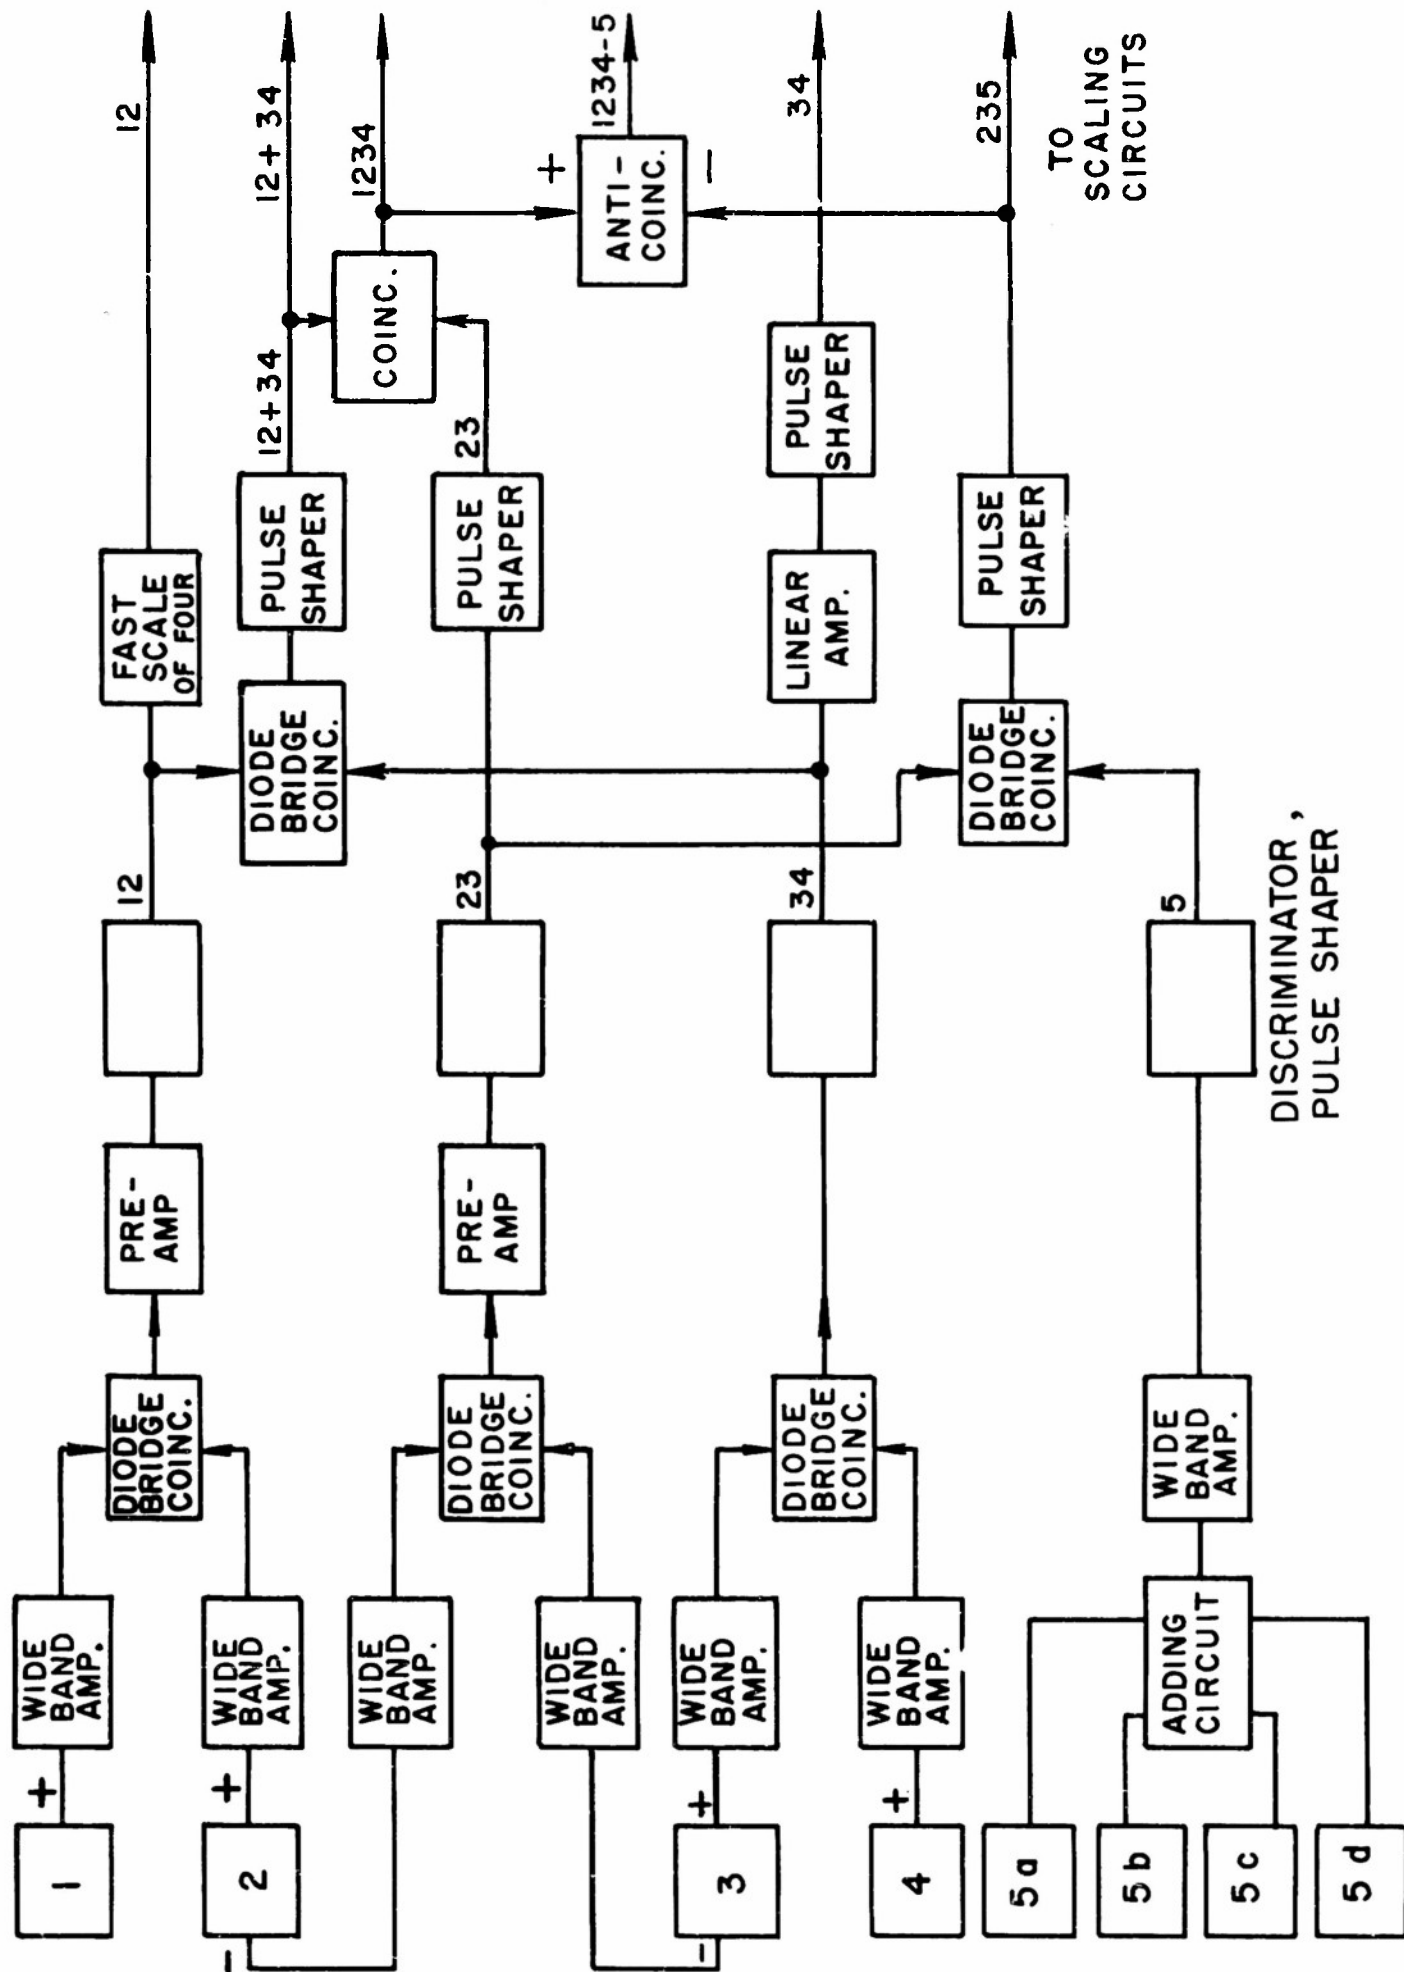 1
+
WIDE
BAND
AMP.
2
+
-
WIDE
BAND
AMP.
WIDE
BAND
AMP.
WIDE
BAND
AMP.
3
+
-
WIDE
BAND
AMP.
4
+
WIDE
BAND
AMP.
5a
5b
5c
5d
ADDING
CIRCUIT
WIDE
BAND
AMP.
DIODE
BRIDGE
COINC.
DIODE
BRIDGE
COINC.
DIODE
BRIDGE
COINC.
PRE-
AMP
PRE-
AMP
12
23
34
5
DISCRIMINATOR,
PULSE SHAPER
FAST
SCALE
OF FOUR
DIODE
BRIDGE
COINC.
PULSE
SHAPER
PULSE
SHAPER
LINEAR
AMP.
PULSE
SHAPER
DIODE
BRIDGE
COINC.
PULSE
SHAPER
12+34
23
COINC.
ANTI-
COINC.
+
-
12
12+34
1234
1234-5
34
235
TO
SCALING
CIRCUITS